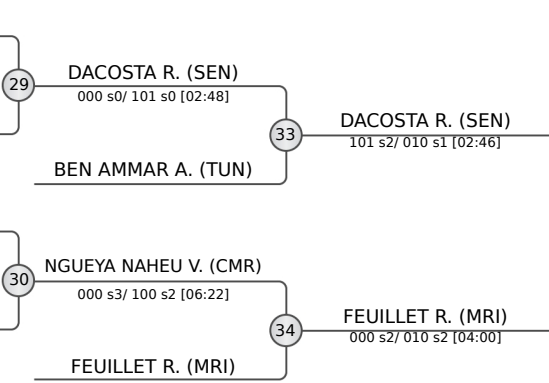 29
DACOSTA R. (SEN)
000 s0/ 101 s0 [02:48]
33
DACOSTA R. (SEN)
101 s2/ 010 s1 [02:46]
BEN AMMAR A. (TUN)
30
NGUEYA NAHEU V. (CMR)
000 s3/ 100 s2 [06:22]
34
FEUILLET R. (MRI)
000 s2/ 010 s2 [04:00]
FEUILLET R. (MRI)